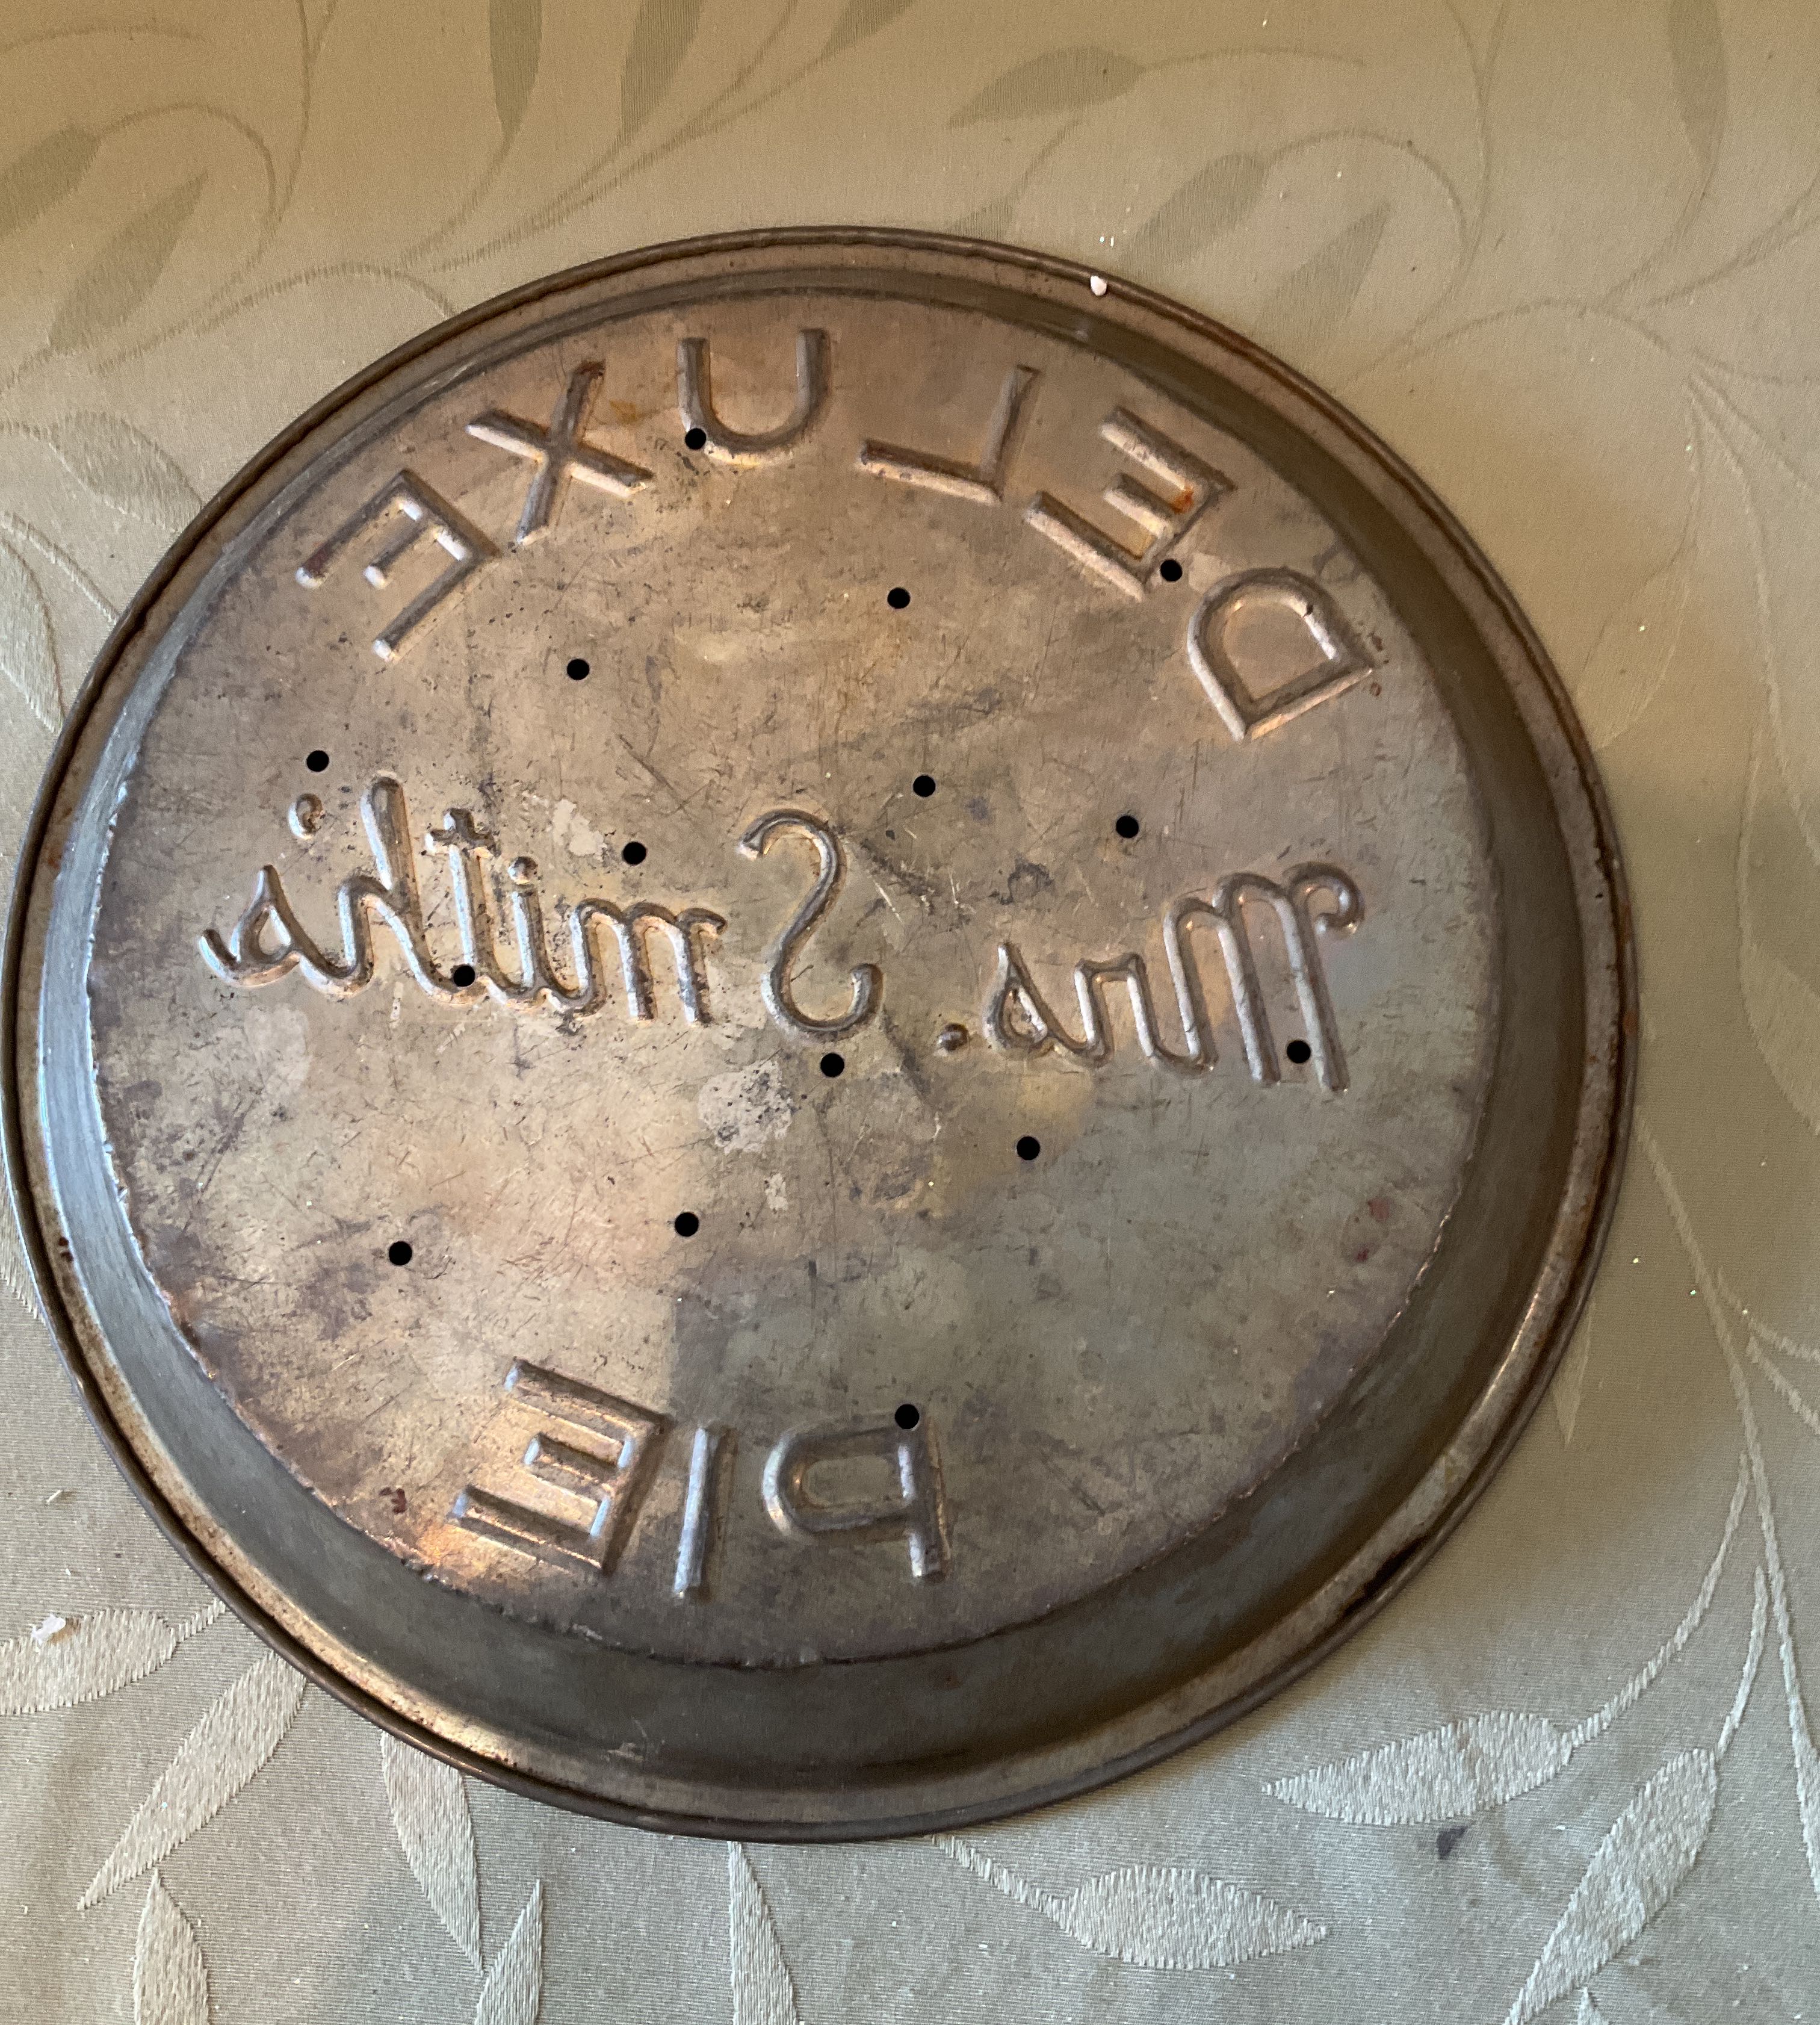 DELUXE
Mrs. Smith's
PIE